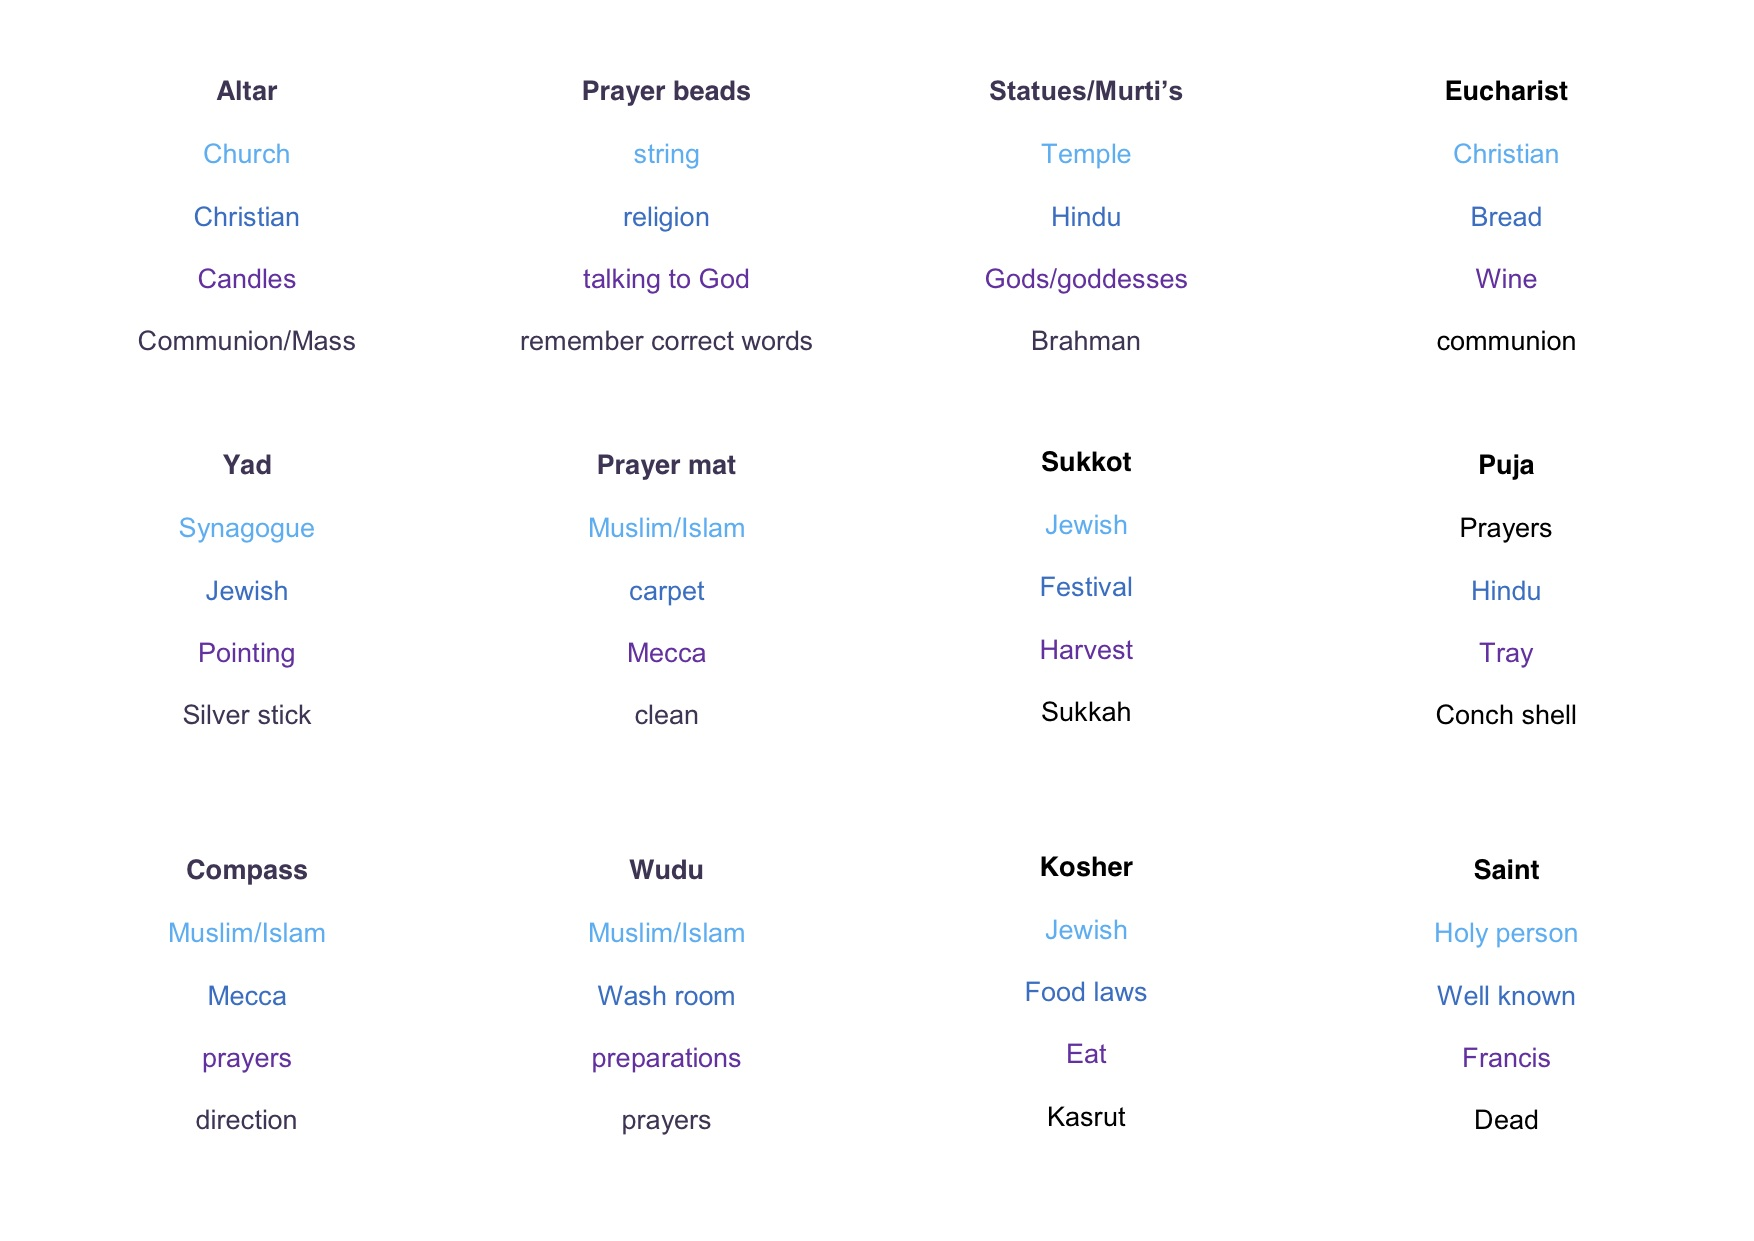 Altar
Church
Christian
Candles
Communion/Mass
Prayer beads
string
religion
talking to God
remember correct words
Statues/Murti’s
Temple
Hindu
Gods/goddesses
Brahman
Eucharist
Christian
Bread
Wine
communion
Yad
Synagogue
Jewish
Pointing
Silver stick
Prayer mat
Muslim/Islam
carpet
Mecca
clean
Sukkot
Jewish
Festival
Harvest
Sukkah
Puja
Prayers
Hindu
Tray
Conch shell
Compass
Muslim/Islam
Mecca
prayers
direction
Wudu
Muslim/Islam
Wash room
preparations
prayers
Kosher
Jewish
Food laws
Eat
Kasrut
Saint
Holy person
Well known
Francis
Dead